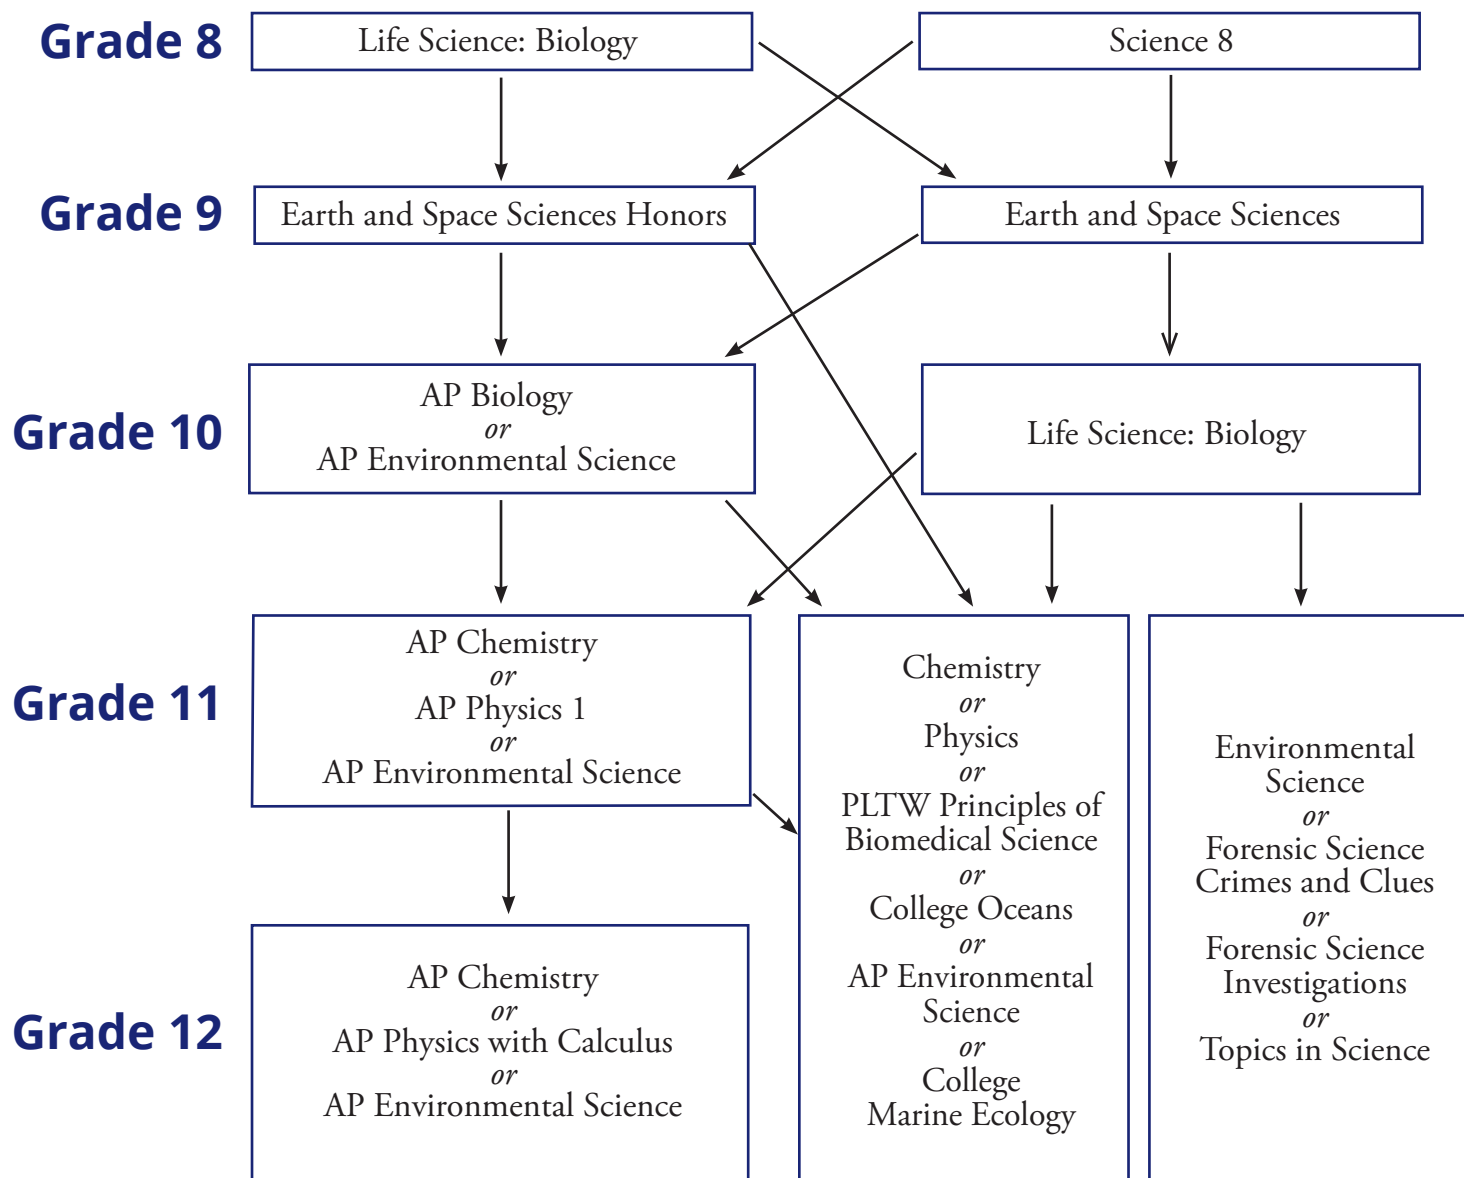 Grade 8
Life Science: Biology
Science 8
Grade 9
Earth and Space Sciences Honors
Earth and Space Sciences
Grade 10
AP Biology
or
AP Environmental Science
Life Science: Biology
Grade 11
AP Chemistry
or
AP Physics 1
or
AP Environmental Science
Chemistry
or
Physics
or
PLTW Principles of
Biomedical Science
or
College Oceans
or
AP Environmental
Science
or
College
Marine Ecology
Environmental
Science
or
Forensic Science
Crimes and Clues
or
Forensic Science
Investigations
or
Topics in Science
Grade 12
AP Chemistry
or
AP Physics with Calculus
or
AP Environmental Science